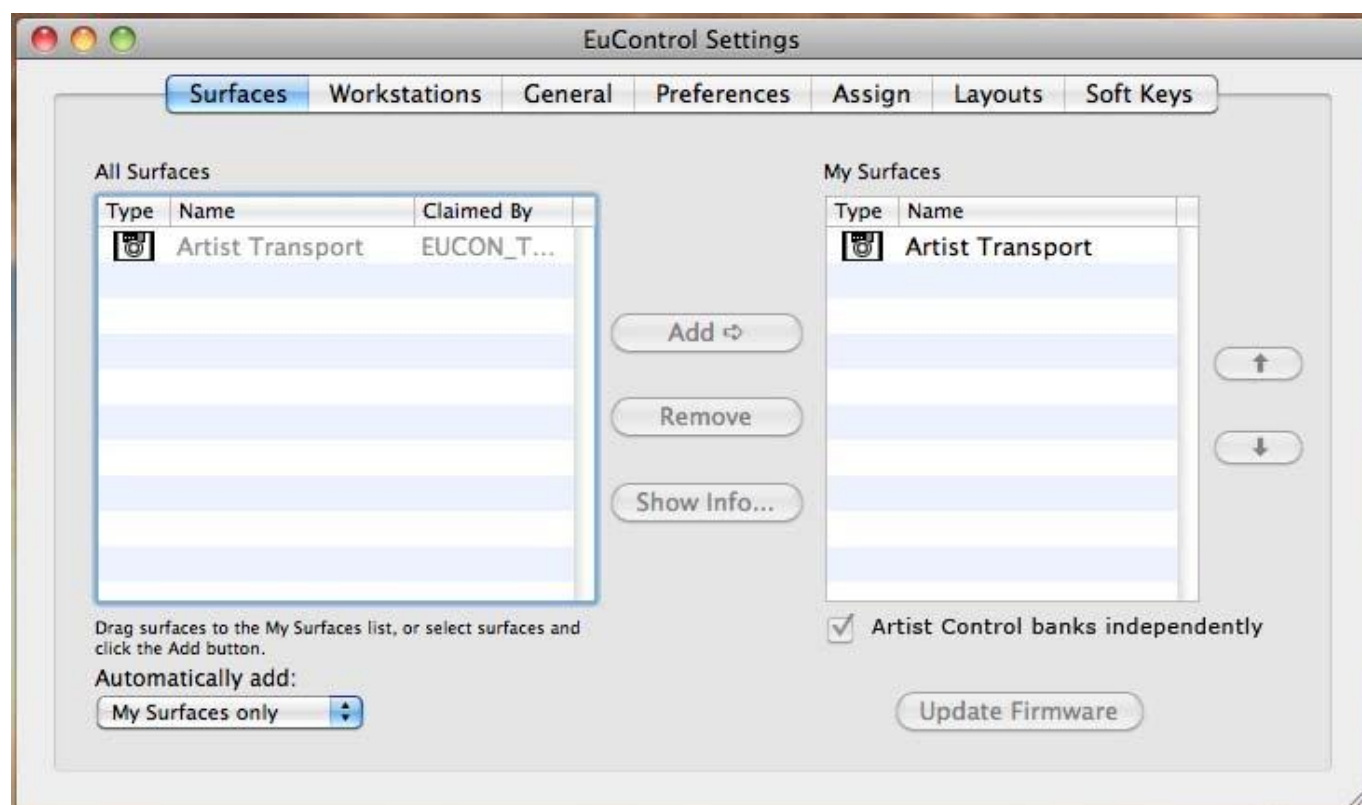 EuControl Settings
Surfaces Workstations General Preferences Assign Layouts Soft Keys
All Surfaces
Type Name Claimed By
Artist Transport EUCON_T...
Add
Remove
Show Info...
Drag surfaces to the My Surfaces list, or select surfaces and
click the Add button.
Automatically add:
My Surfaces only
My Surfaces
Type Name
Artist Transport
Artist Control banks independently
Update Firmware